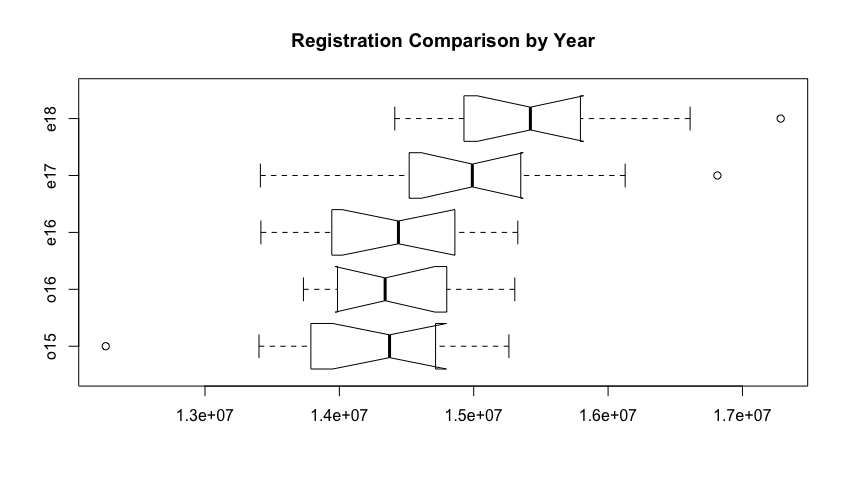 Registration Comparison by Year
e18
e17
e16
o16
o15
1.3e+07 1.4e+07 1.5e+07 1.6e+07 1.7e+07